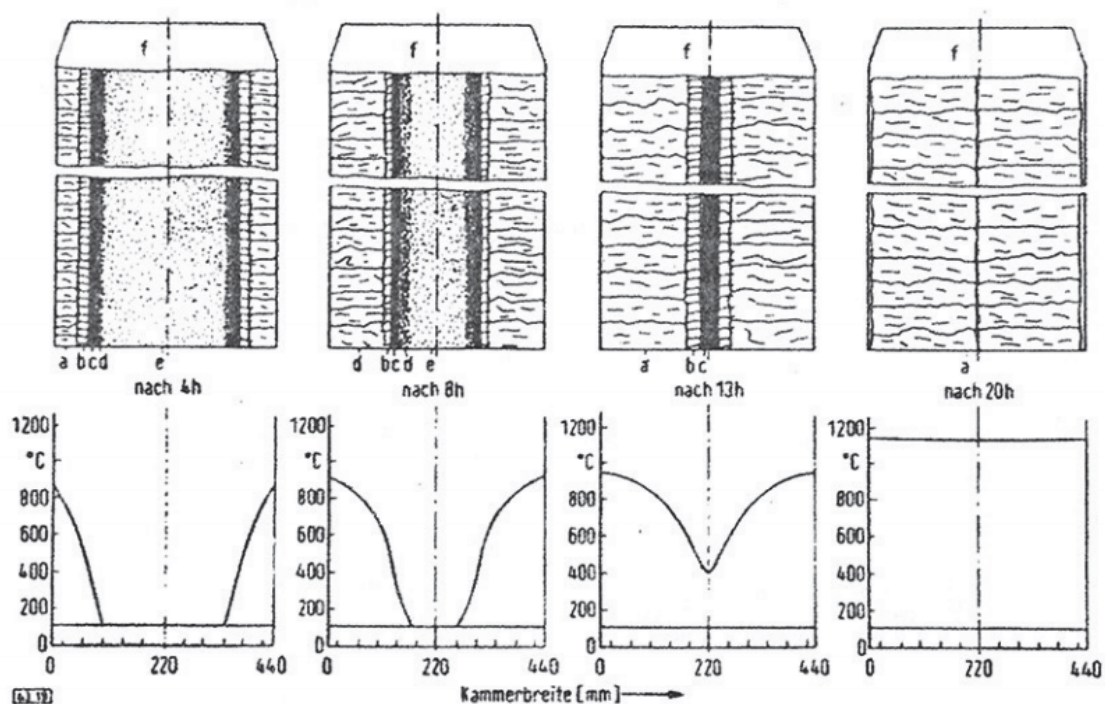 f f f f
a b c d e
d b c d e
a b c
a
nach 4h nach 8h nach 13h nach 20h
1200 1200 1200 1200
°C °C °C °C
800 800 800 800
600 600 600 600
400 400 400 400
200 200 200 200
0 0 0 0
0 220 440 0 220 440 0 220 440 0 220 440
Kammerbreite [mm]